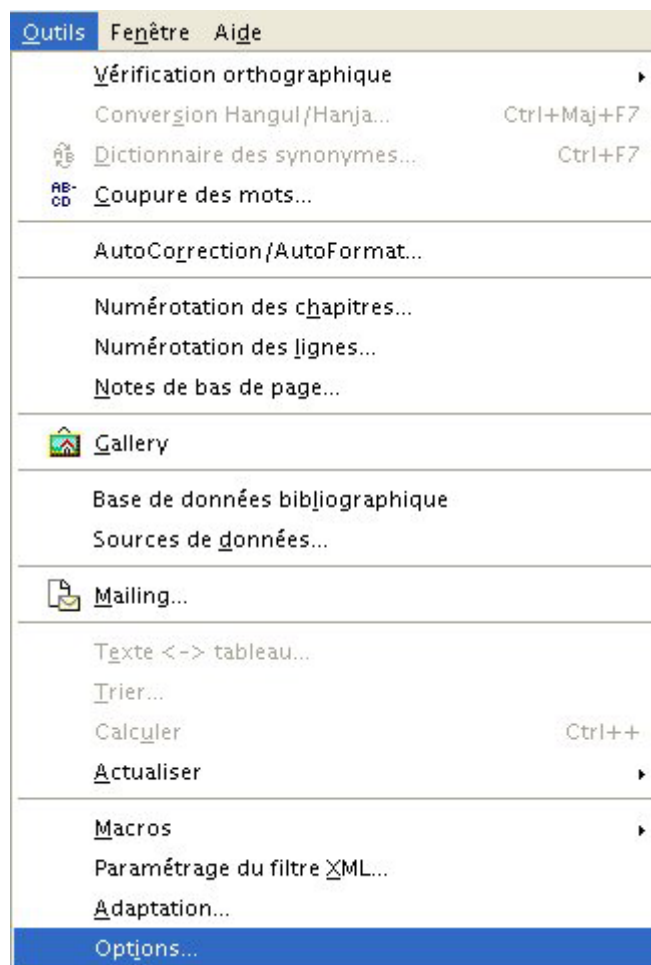 Outils Fenêtre Aide
Vérification orthographique
Conversion Hangul/Hanja... Ctrl+Maj+F7
Dictionnaire des synonymes... Ctrl+F7
AB-CD Coupure des mots...
AutoCorrection/AutoFormat...
Numérotation des chapitres...
Numérotation des lignes...
Notes de bas de page...
Gallery
Base de données bibliographique
Sources de données...
Mailing...
Texte <-> tableau...
Trier...
Calculer Ctrl++
Actualiser
Macros
Paramétrage du filtre XML...
Adaptation...
Options...